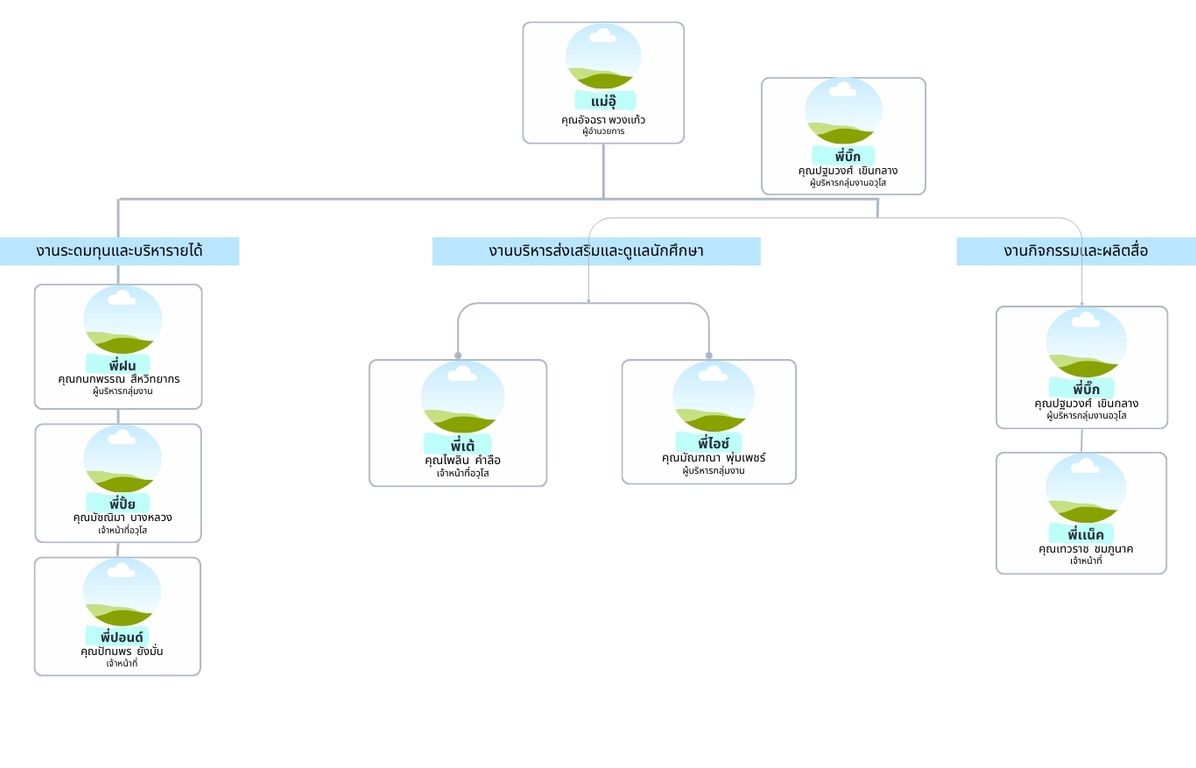 แม่อุ๊
คุณอัจฉรา พวงแก้ว
ผู้อำนวยการ
พี่บิ๊ก
คุณปฐมวงศ์ เขินกลาง
ผู้บริหารกลุ่มงานอวุโส
งานระดมทุนและบริหารายได้
พี่ฝน
คุณกนกพรรณ สีหวิทยากร
ผู้บริหารกลุ่มงาน
พี่ปั้ย
คุณมัชฌิมา บางหลวง
เจ้าหน้าที่อวุโส
พี่ปอนด์
คุณปัทมพร ยังมั่น
เจ้าหน้าที่
งานบริหารส่งเสริมและดูแลนักศึกษา
พี่เต้
คุณไพลิน คำลือ
เจ้าหน้าที่อวุโส
พี่ไอซ์
คุณมัณฑณา พุ่มเพชร์
ผู้บริหารกลุ่มงาน
งานกิจกรรมและผลิตสื่อ
พี่บิ๊ก
คุณปฐมวงศ์ เขินกลาง
ผู้บริหารกลุ่มงานอวุโส
พี่แน็ค
คุณเทวราช ชมภูนาค
เจ้าหน้าที่